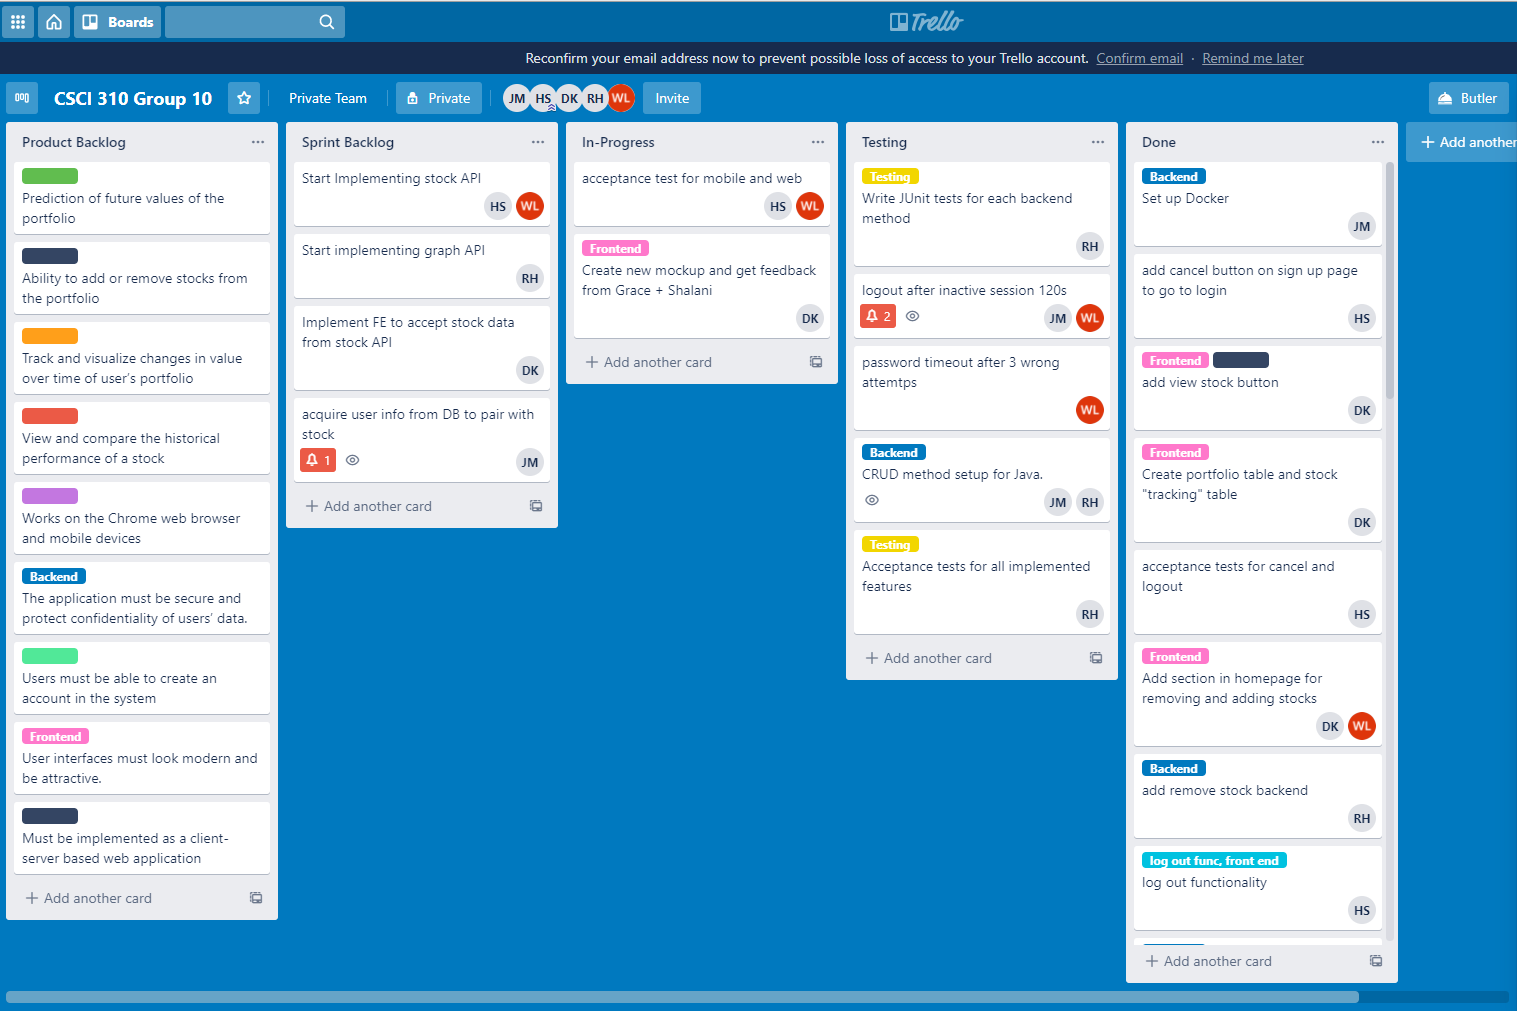 Boards
Trello
Reconfirm your email address now to prevent possible loss of access to your Trello account. Confirm email · Remind me later
CSCI 310 Group 10
Private Team
Private
JM HS DK RH WL
Invite
Butler
Product Backlog
Prediction of future values of the
portfolio
Ability to add or remove stocks from
the portfolio
Track and visualize changes in value
over time of user's portfolio
View and compare the historical
performance of a stock
Works on the Chrome web browser
and mobile devices
Backend
The application must be secure and
protect confidentiality of users' data.
Users must be able to create an
account in the system
Frontend
User interfaces must look modern and
be attractive.
Must be implemented as a client-
server based web application
+ Add another card
Sprint Backlog
Start Implementing stock API
HS WL
Start implementing graph API
RH
Implement FE to accept stock data
from stock API
DK
acquire user info from DB to pair with
stock
1
JM
+ Add another card
In-Progress
acceptance test for mobile and web
HS WL
Frontend
Create new mockup and get feedback
from Grace + Shalani
DK
+ Add another card
Testing
Testing
Write JUnit tests for each backend
method
RH
logout after inactive session 120s
2
JM WL
password timeout after 3 wrong
attemtps
WL
Backend
CRUD method setup for Java.
JM RH
Testing
Acceptance tests for all implemented
features
RH
+ Add another card
Done
Backend
Set up Docker
JM
add cancel button on sign up page
to go to login
HS
Frontend
add view stock button
DK
Frontend
Create portfolio table and stock
"tracking" table
DK
acceptance tests for cancel and
logout
HS
Frontend
Add section in homepage for
removing and adding stocks
DK WL
Backend
add remove stock backend
RH
log out func, front end
log out functionality
HS
+ Add another card
+ Add another